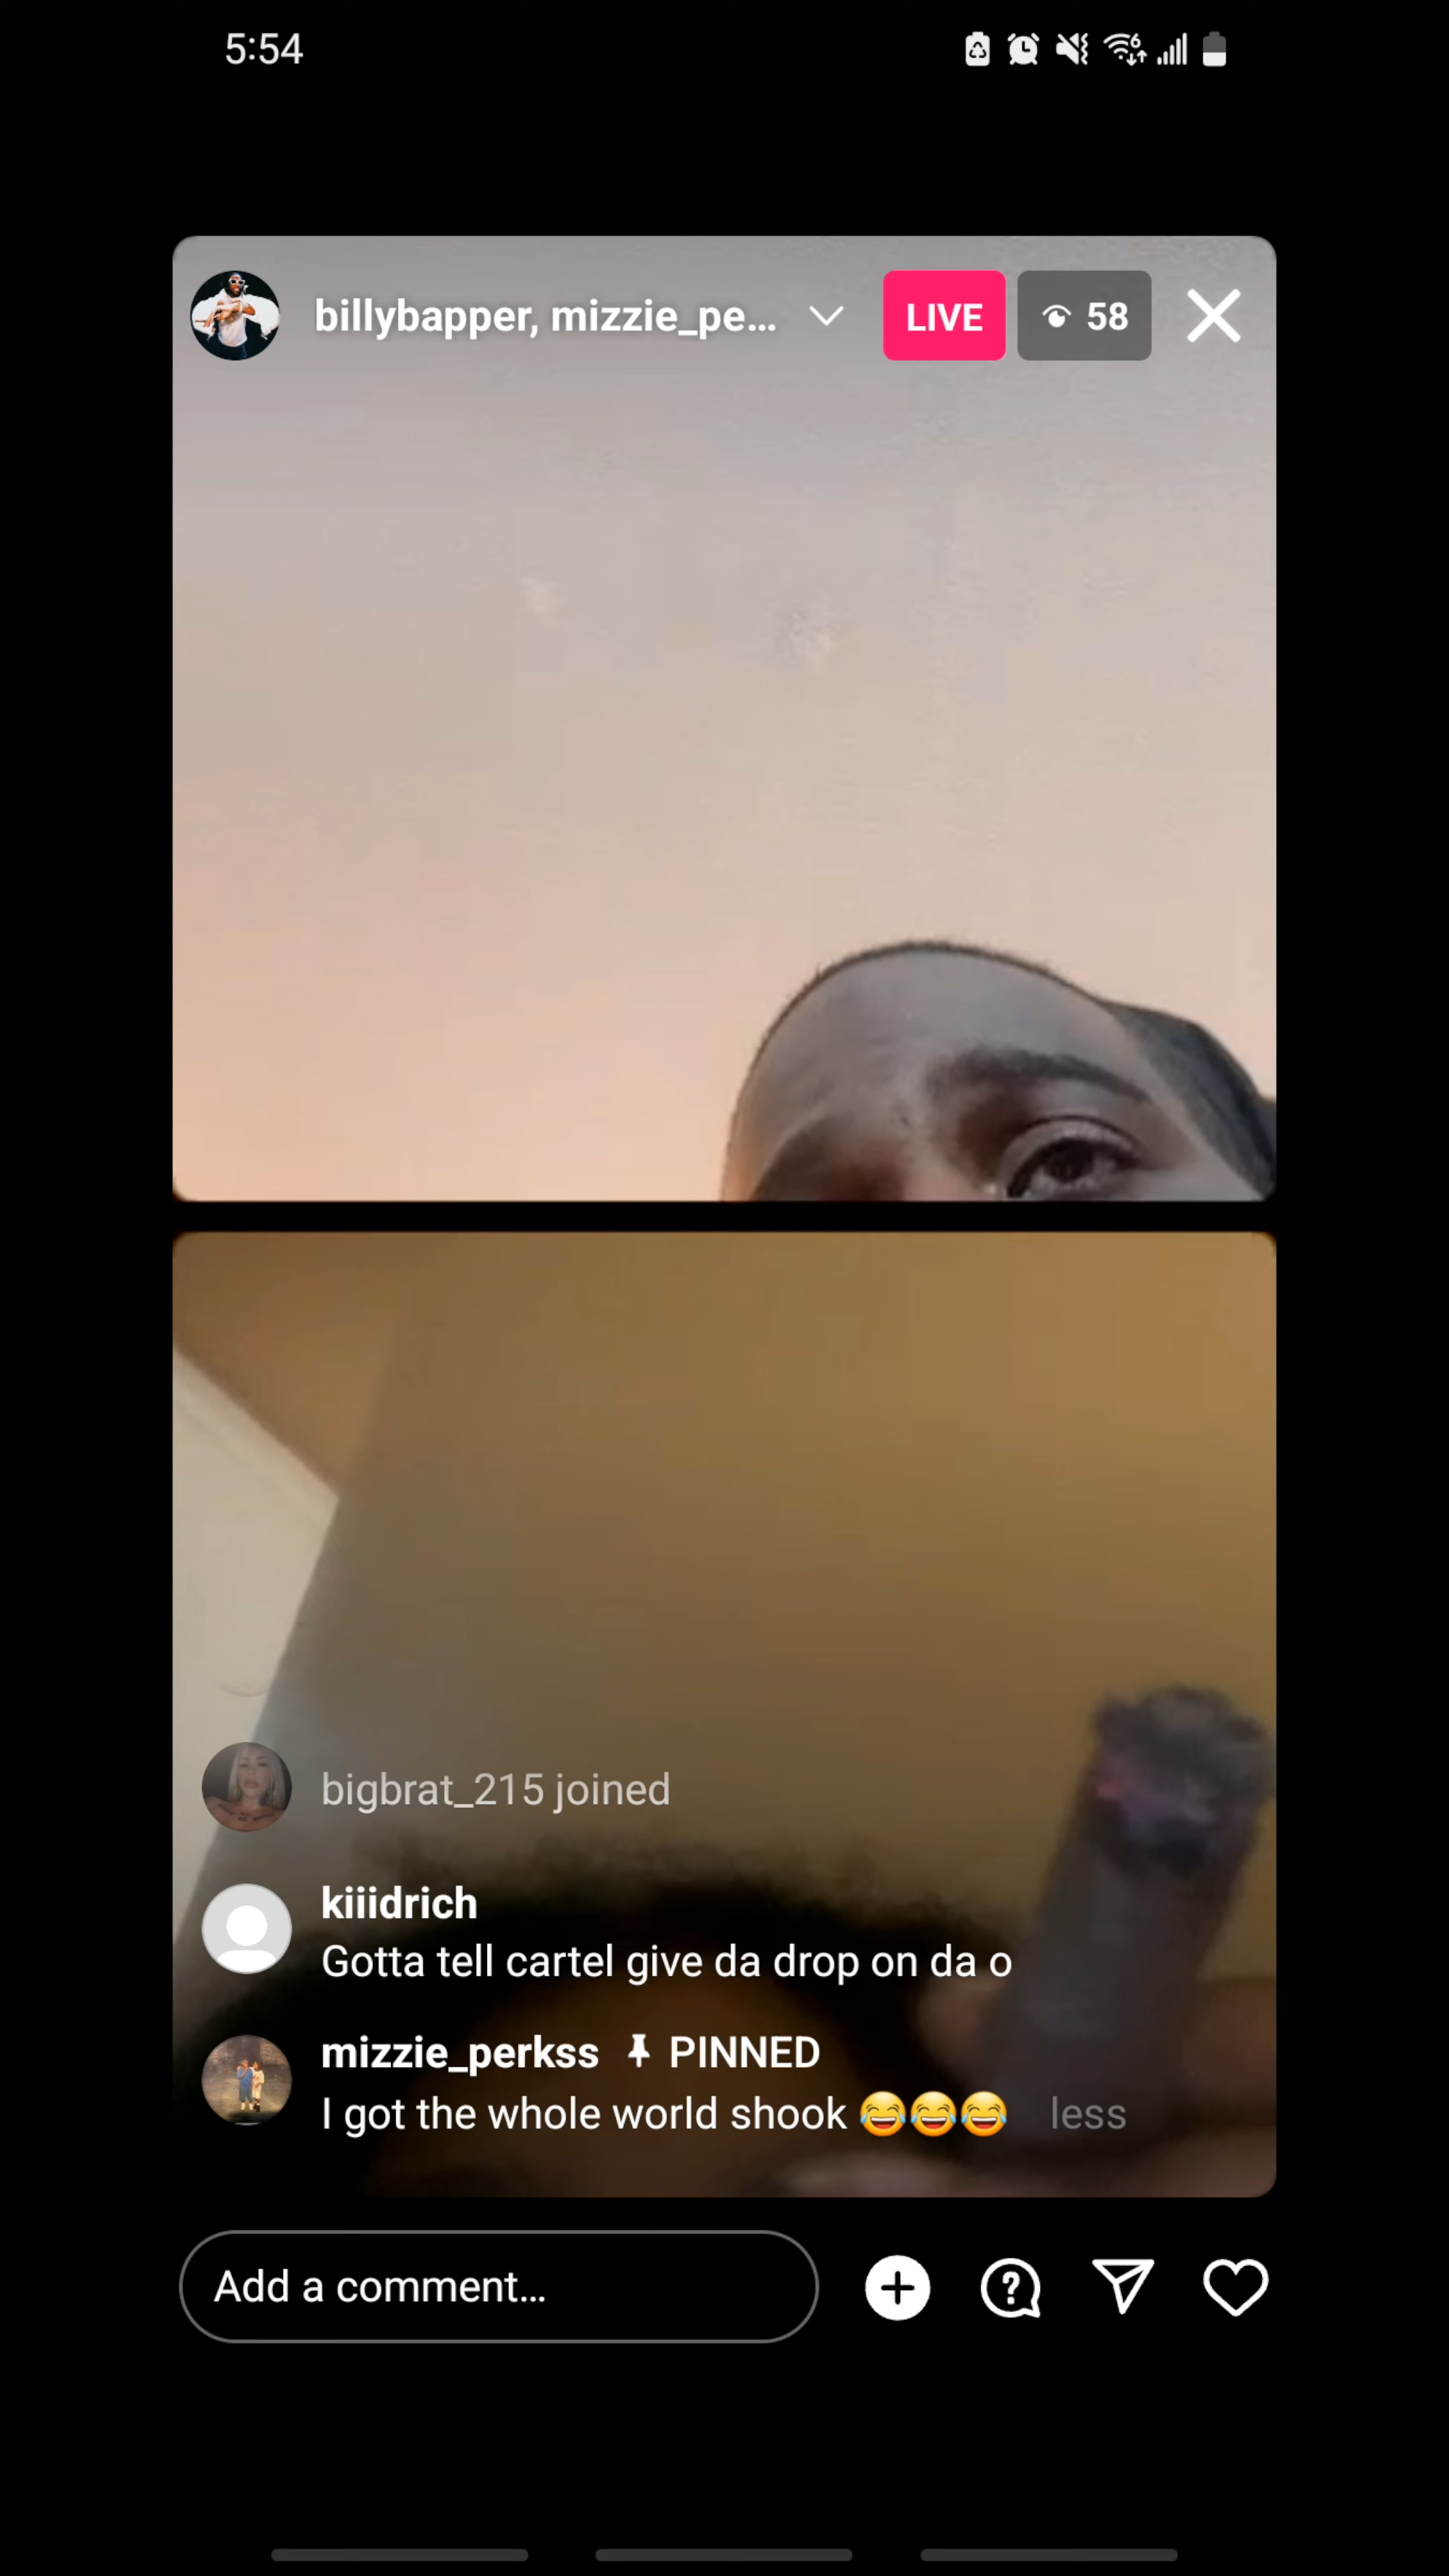 5:54
6
billybapper, mizzie_pe...
LIVE
58
bigbrat_215 joined
kiiidrich
Gotta tell cartel give da drop on da o
mizzie_perkss PINNED
I got the whole world shook 😂😂😂 less
Add a comment...